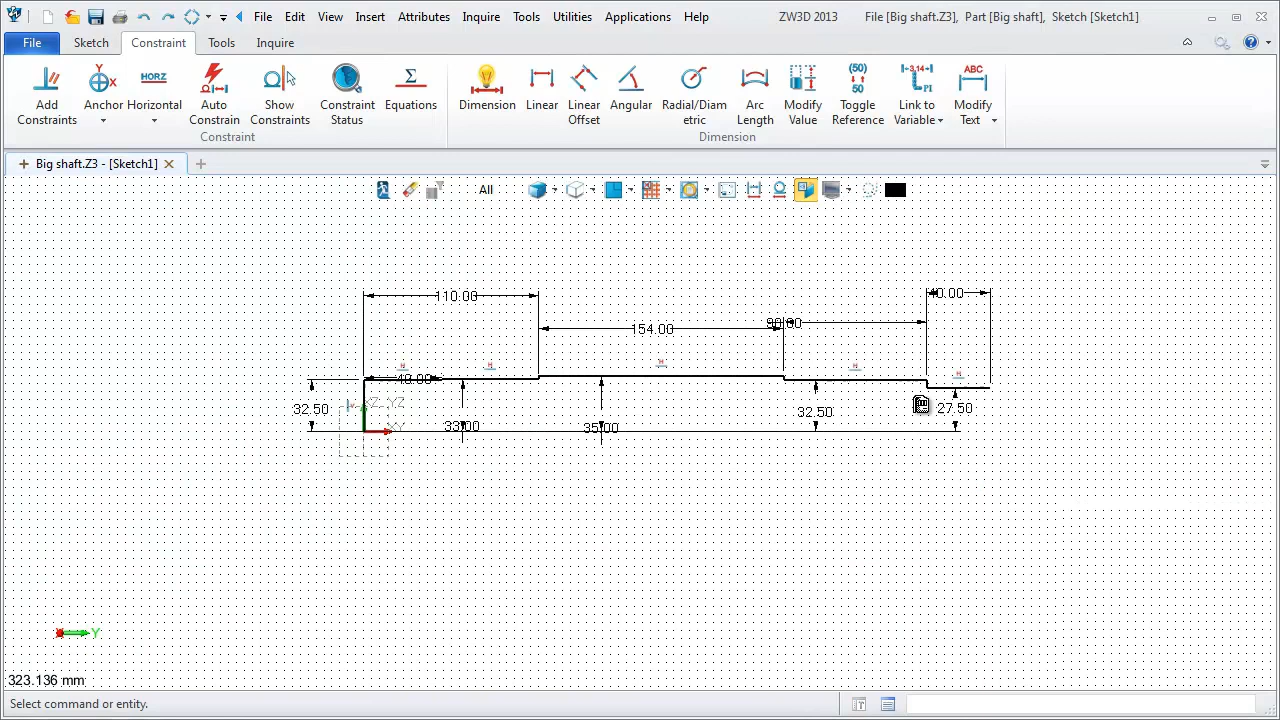 File Edit View Insert Attributes Inquire Tools Utilities Applications Help ZW3D 2013 File [Big shaft.Z3], Part [Big shaft], Sketch [Sketch1]
File Sketch Constraint Tools Inquire
Add Constraints
Anchor
HORZ Horizontal
Auto Constrain
Show Constraints
Constraint Status
Equations
Constraint
Dimension
Linear
Linear Offset
Angular
Radial/Diam etric
Arc Length
Modify Value
(50) 50 Toggle Reference
Link to Variable
ABC Modify Text
Dimension
Big shaft.Z3 - [Sketch1]
All
110.00
154.00
32.50
33.00
35.00
32.50
27.50
XZ YZ
XY
Y
323.136 mm
Select command or entity.